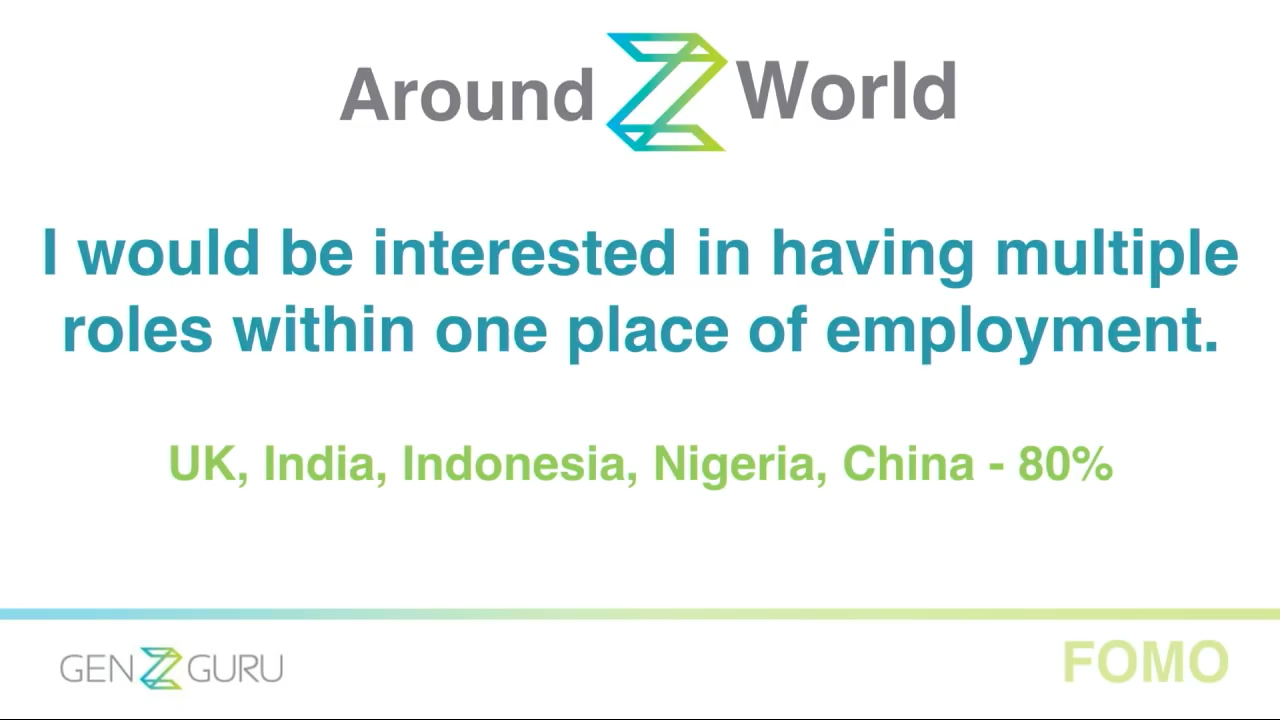 Around Z World
I would be interested in having multiple
roles within one place of employment.
UK, India, Indonesia, Nigeria, China - 80%
GEN Z GURU
FOMO